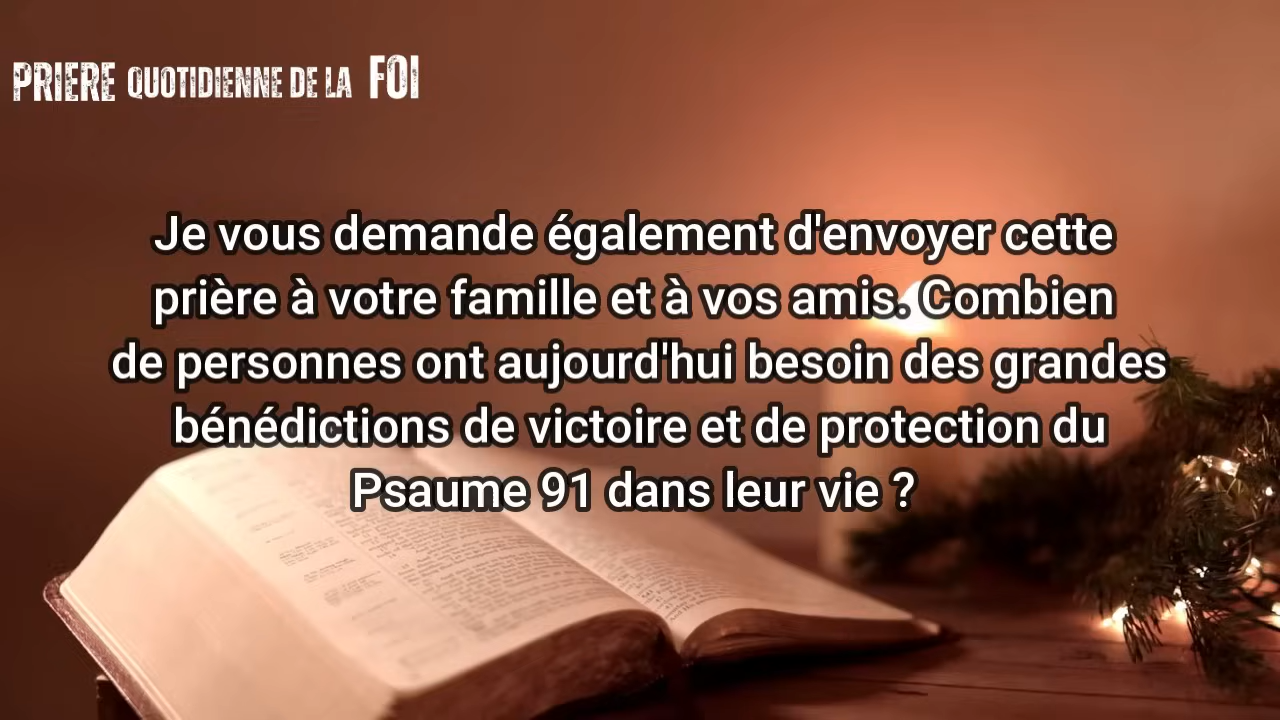 PRIERE QUOTIDIENNE DE LA FOI
Je vous demande également d'envoyer cette
prière à votre famille et à vos amis. Combien
de personnes ont aujourd'hui besoin des grandes
bénédictions de victoire et de protection du
Psaume 91 dans leur vie ?